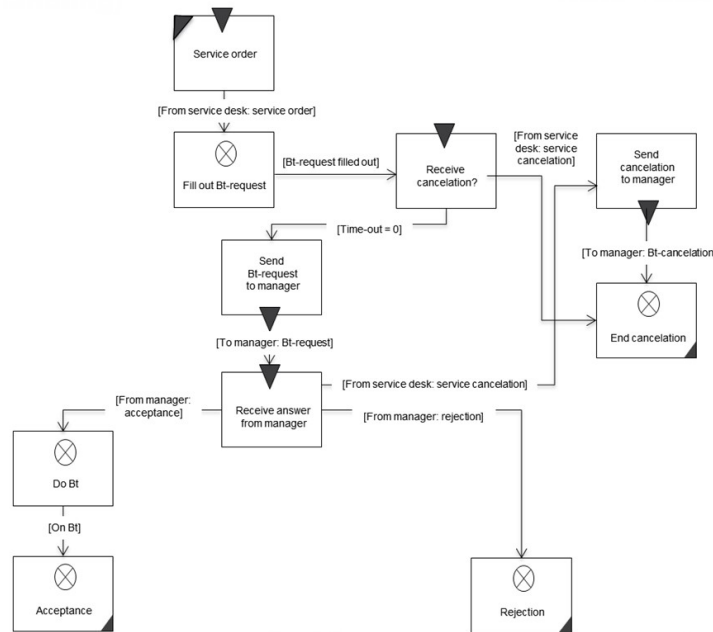 Service order
[From service desk: service order]
Fill out Bt-request
[Bt-request filled out]
Receive
cancelation?
[From service
desk: service
cancelation]
Send
cancelation
to manager
[Time-out = 0]
Send
Bt-request
to manager
[To manager: Bt-cancelation
End cancelation
[To manager: Bt-request]
[From manager:
acceptance]
Receive answer
from manager
[From service desk: service cancelation]
[From manager: rejection]
Do Bt
[On Bt]
Acceptance
Rejection